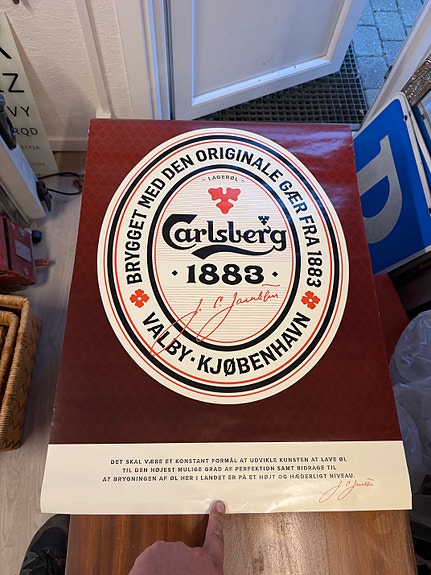 BRYGGET MED DEN ORIGINALE GÆR FRA 1883
– LAGERØL –
Carlsberg
· 1883 ·
J. C. Jacobsen
VALBY · KJØBENHAVN
DET SKAL VÆRE ET KONSTANT FORMÅL AT UDVIKLE KUNSTEN AT LAVE ØL
TIL DEN HØJEST MULIGE GRAD AF PERFEKTION SAMT BIDRAGE TIL
AT BRYGNINGEN AF ØL HER I LANDET ER PÅ ET HØJT OG HÆDERLIGT NIVEAU.
J. C. Jacobsen